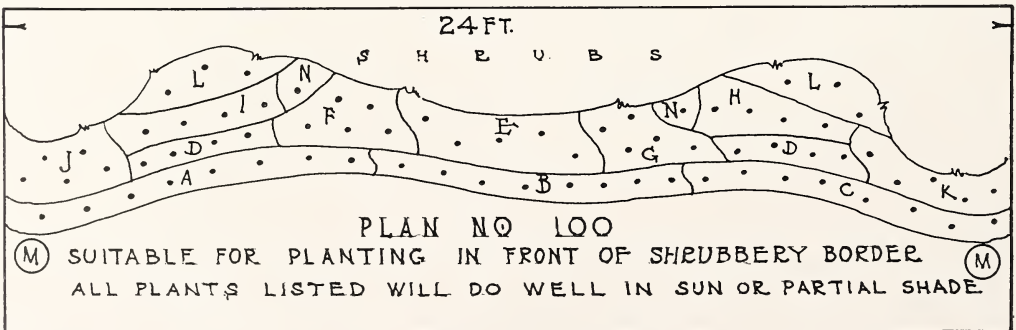 24 FT.
S H R U B S
L N I F D J A E B G N H L D C K
PLAN NO 100
M SUITABLE FOR PLANTING IN FRONT OF SHRUBBERY BORDER M
ALL PLANTS LISTED WILL DO WELL IN SUN OR PARTIAL SHADE